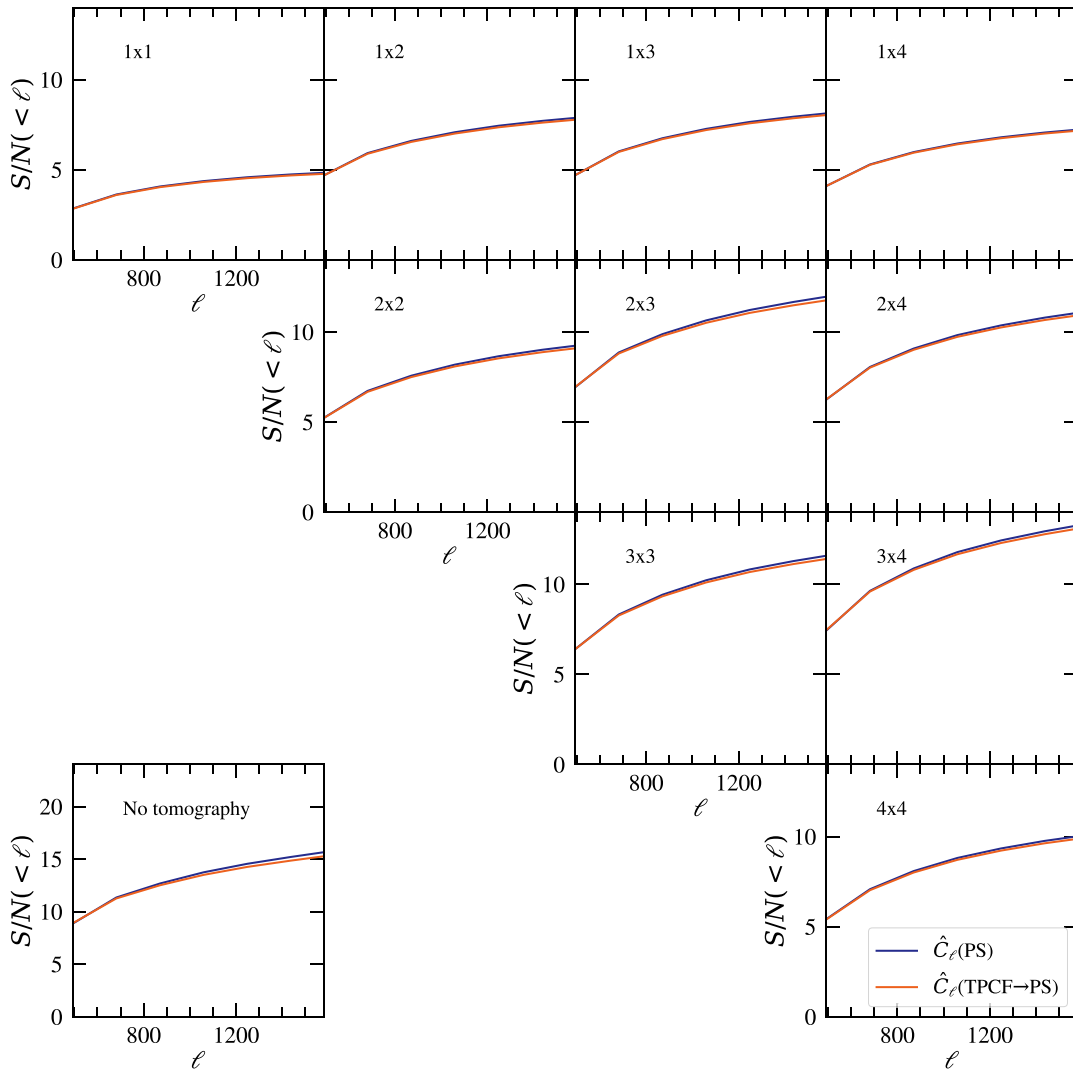 1x1
1x2
1x3
1x4
10
5
0
S/N(< ℓ)
800
1200
ℓ
2x2
2x3
2x4
10
5
0
S/N(< ℓ)
800
1200
ℓ
3x3
3x4
10
5
0
S/N(< ℓ)
800
1200
ℓ
No tomography
20
15
10
5
0
S/N(< ℓ)
800
1200
ℓ
4x4
10
5
0
S/N(< ℓ)
Ĉℓ(PS)
Ĉℓ(TPCF→PS)
800
1200
ℓ